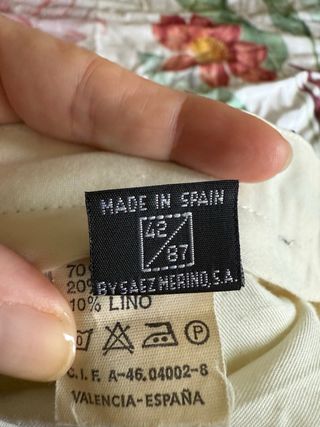 MADE IN SPAIN
42
87
BY SAEZ MERINO, S.A.
70
20%
10% LINO
P
C.I.F. A-46.04002-8
VALENCIA-ESPAÑA